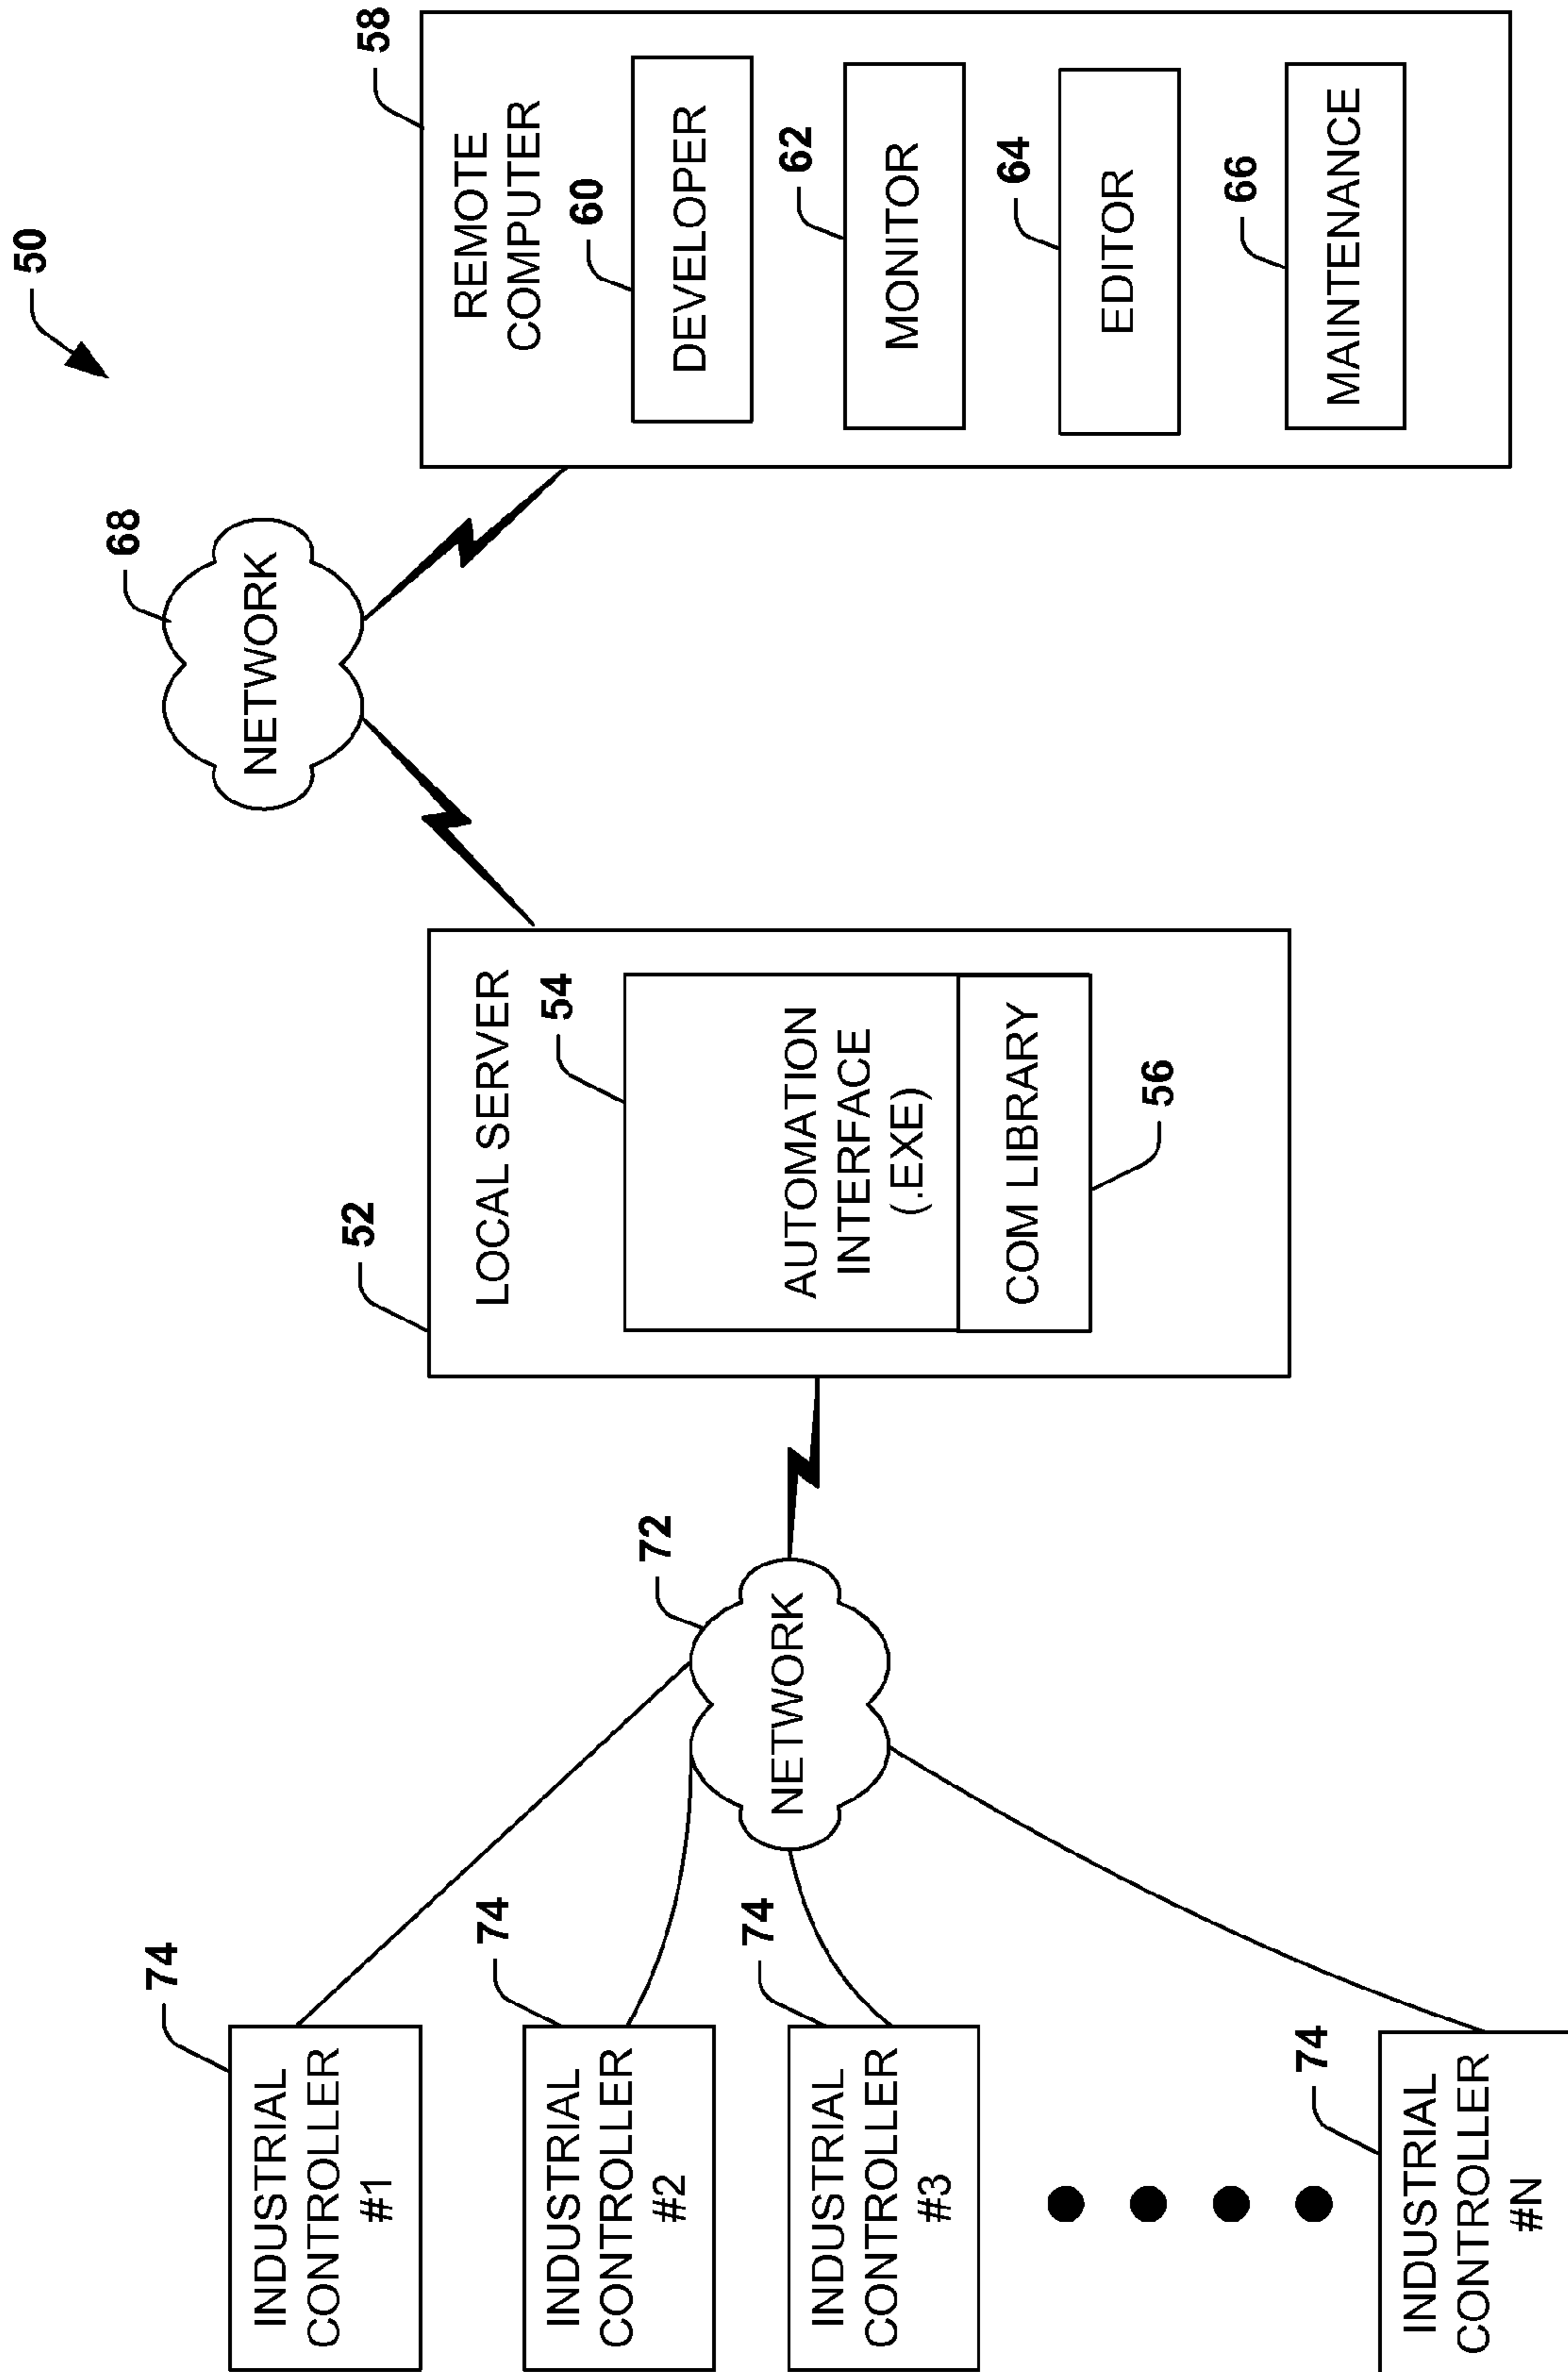 50
INDUSTRIAL
CONTROLLER
#1
74
INDUSTRIAL
CONTROLLER
#2
74
INDUSTRIAL
CONTROLLER
#3
74
INDUSTRIAL
CONTROLLER
#N
74
NETWORK
72
LOCAL SERVER
52
AUTOMATION
INTERFACE
(.EXE)
54
COM LIBRARY
56
NETWORK
68
REMOTE
COMPUTER
58
DEVELOPER
60
MONITOR
62
EDITOR
64
MAINTENANCE
66